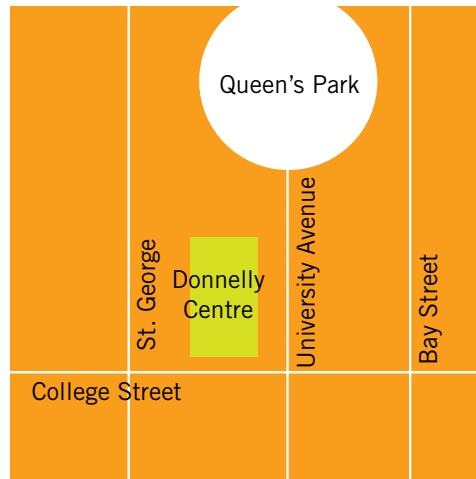 Queen's Park
St. George
Donnelly
Centre
University Avenue
Bay Street
College Street